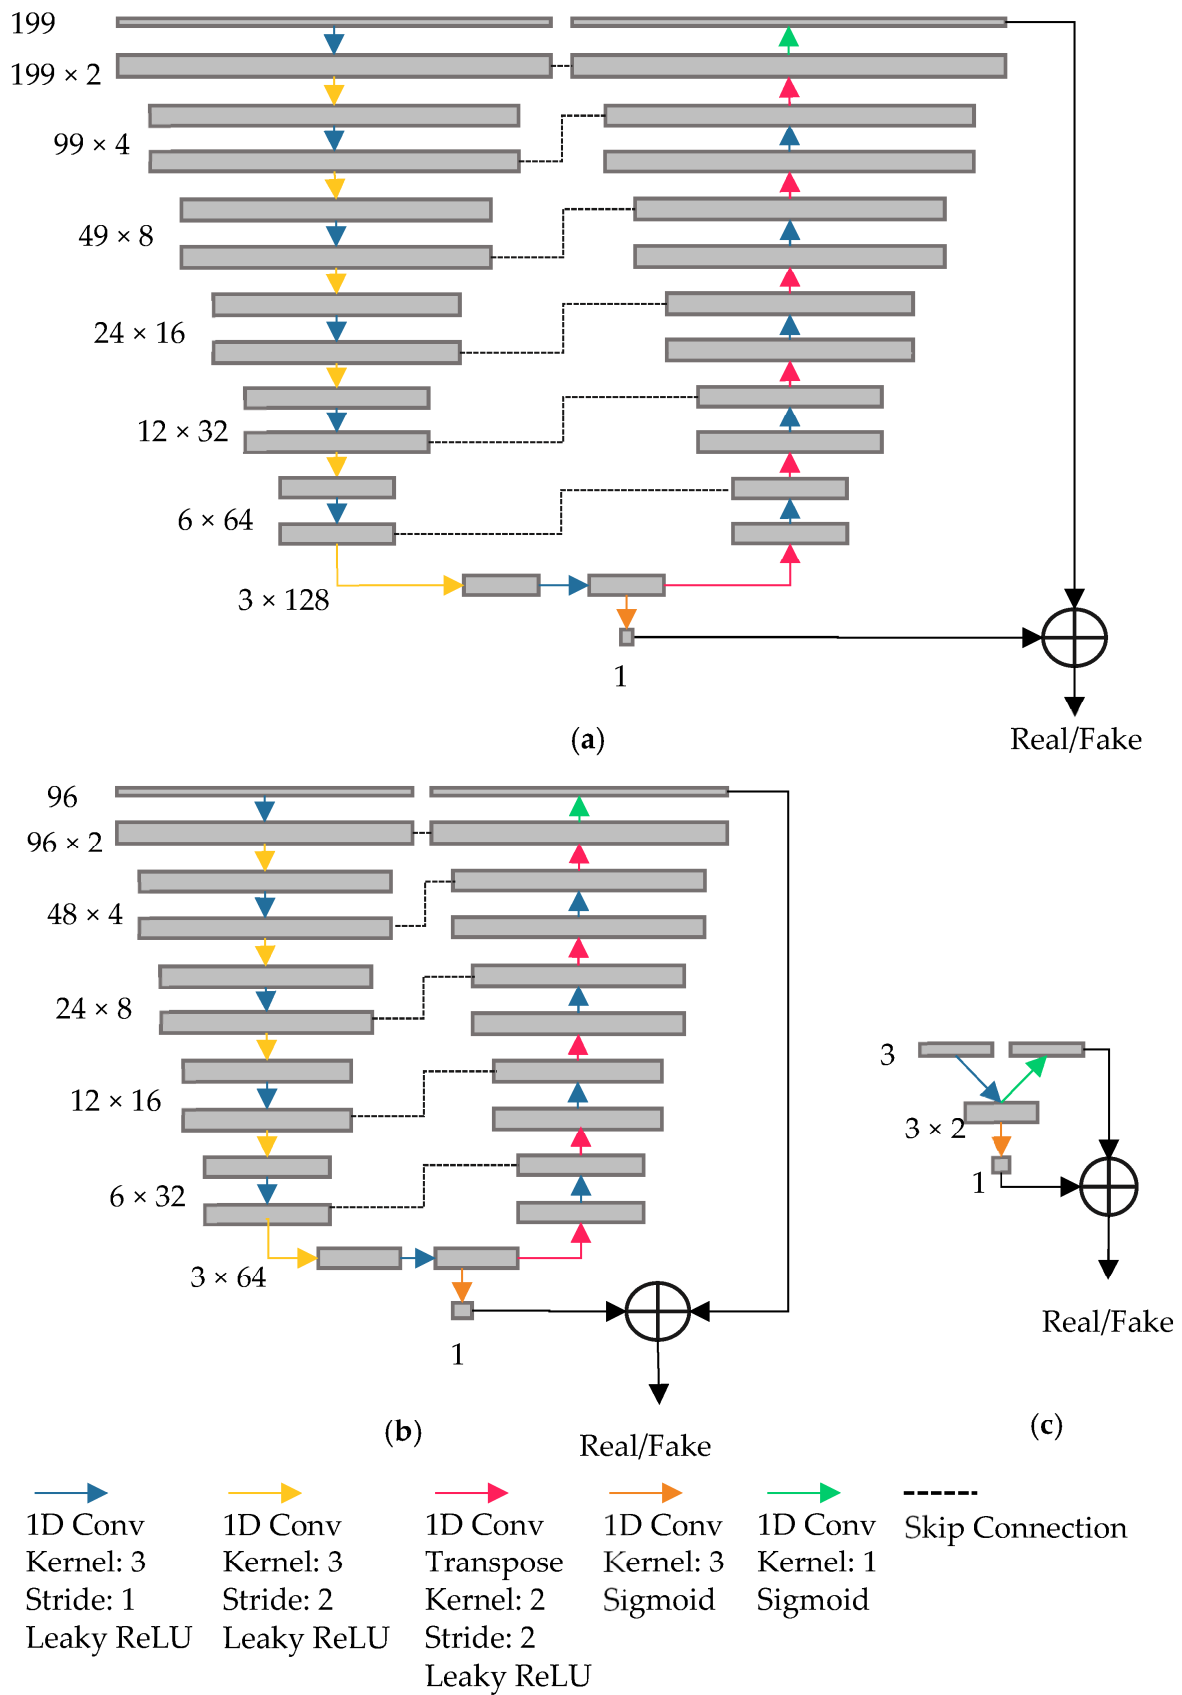 199
199 × 2
99 × 4
49 × 8
24 × 16
12 × 32
6 × 64
3 × 128
1
Real/Fake
(a)
96
96 × 2
48 × 4
24 × 8
12 × 16
6 × 32
3 × 64
1
Real/Fake
(b)
3
3 × 2
1
Real/Fake
(c)
1D Conv
Kernel: 3
Stride: 1
Leaky ReLU
1D Conv
Kernel: 3
Stride: 2
Leaky ReLU
1D Conv
Transpose
Kernel: 2
Stride: 2
Leaky ReLU
1D Conv
Kernel: 3
Sigmoid
1D Conv
Kernel: 1
Sigmoid
Skip Connection